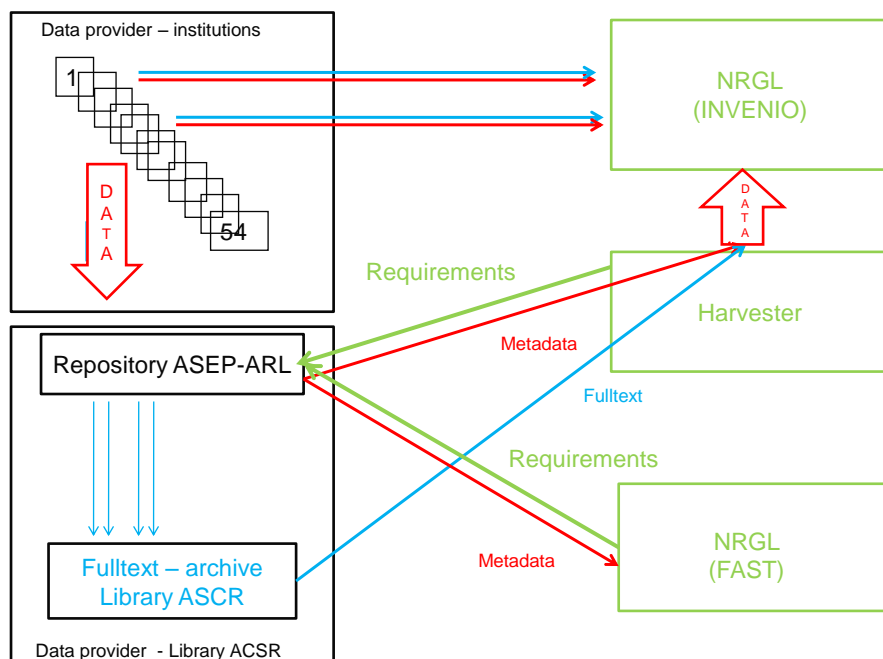 Data provider – institutions
1
54
D
A
T
A
NRGL
(INVENIO)
D
A
T
A
Requirements
Harvester
Metadata
Fulltext
Repository ASEP-ARL
Requirements
NRGL
(FAST)
Metadata
Fulltext – archive
Library ASCR
Data provider - Library ACSR